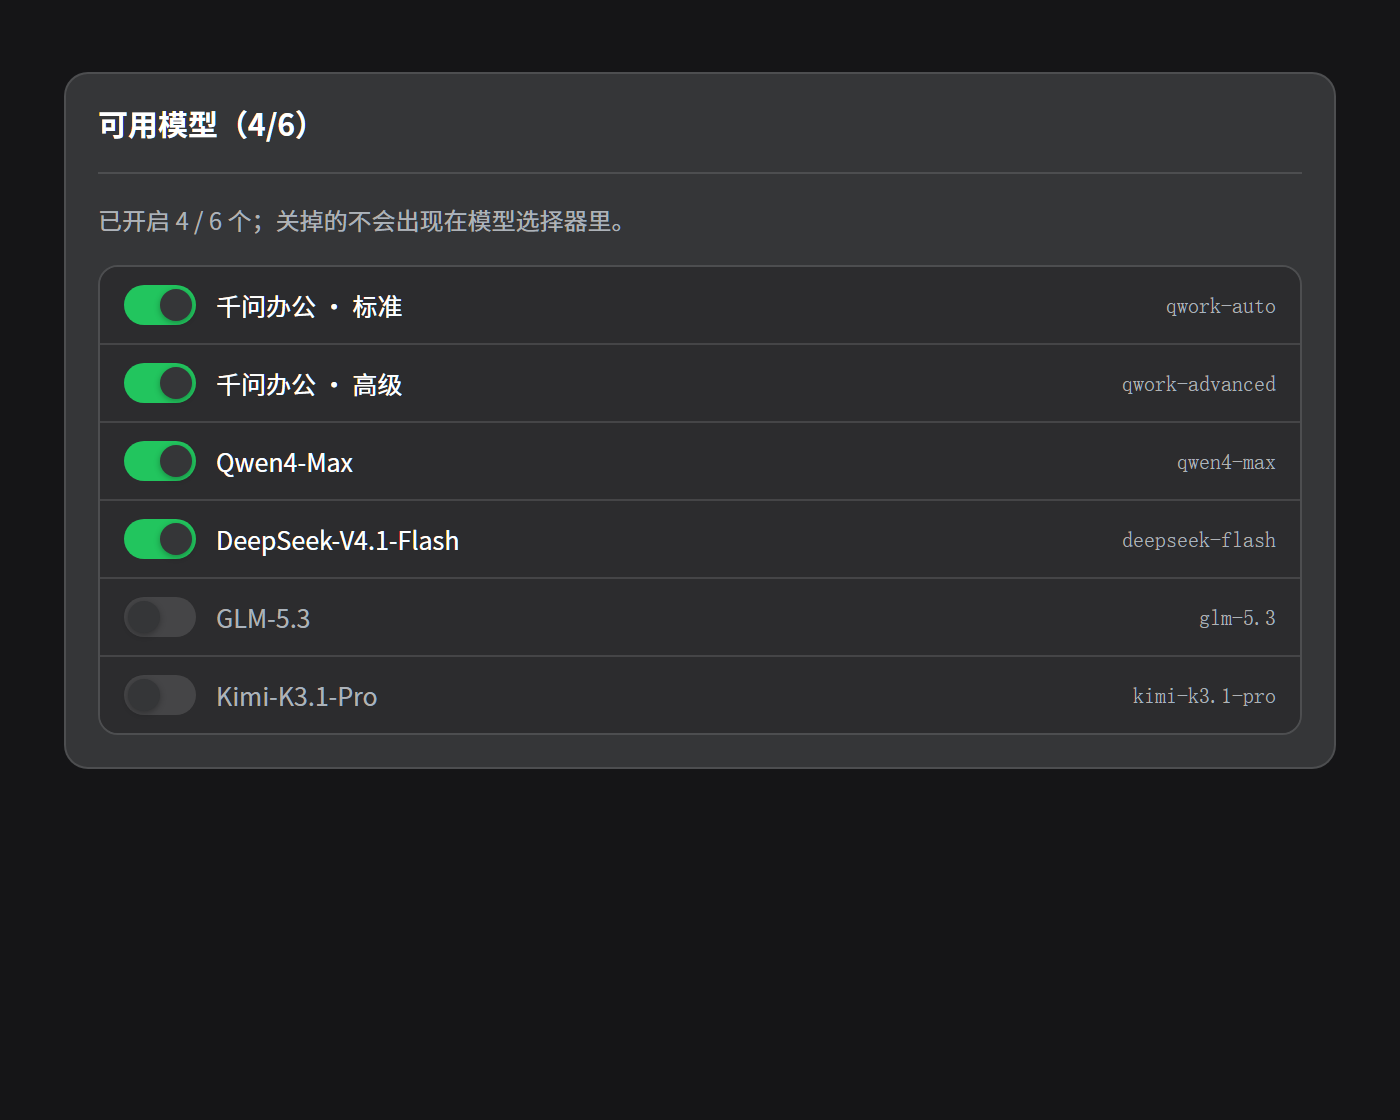 可用模型（4/6）
已开启 4 / 6 个；关掉的不会出现在模型选择器里。
千问办公 · 标准 qwork-auto
千问办公 · 高级 qwork-advanced
Qwen4-Max qwen4-max
DeepSeek-V4.1-Flash deepseek-flash
GLM-5.3 glm-5.3
Kimi-K3.1-Pro kimi-k3.1-pro